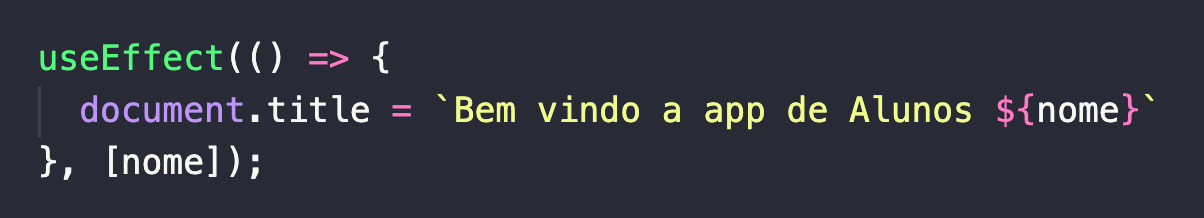 useEffect(() => {
document.title = `Bem vindo a app de Alunos ${nome}`
}, [nome]);